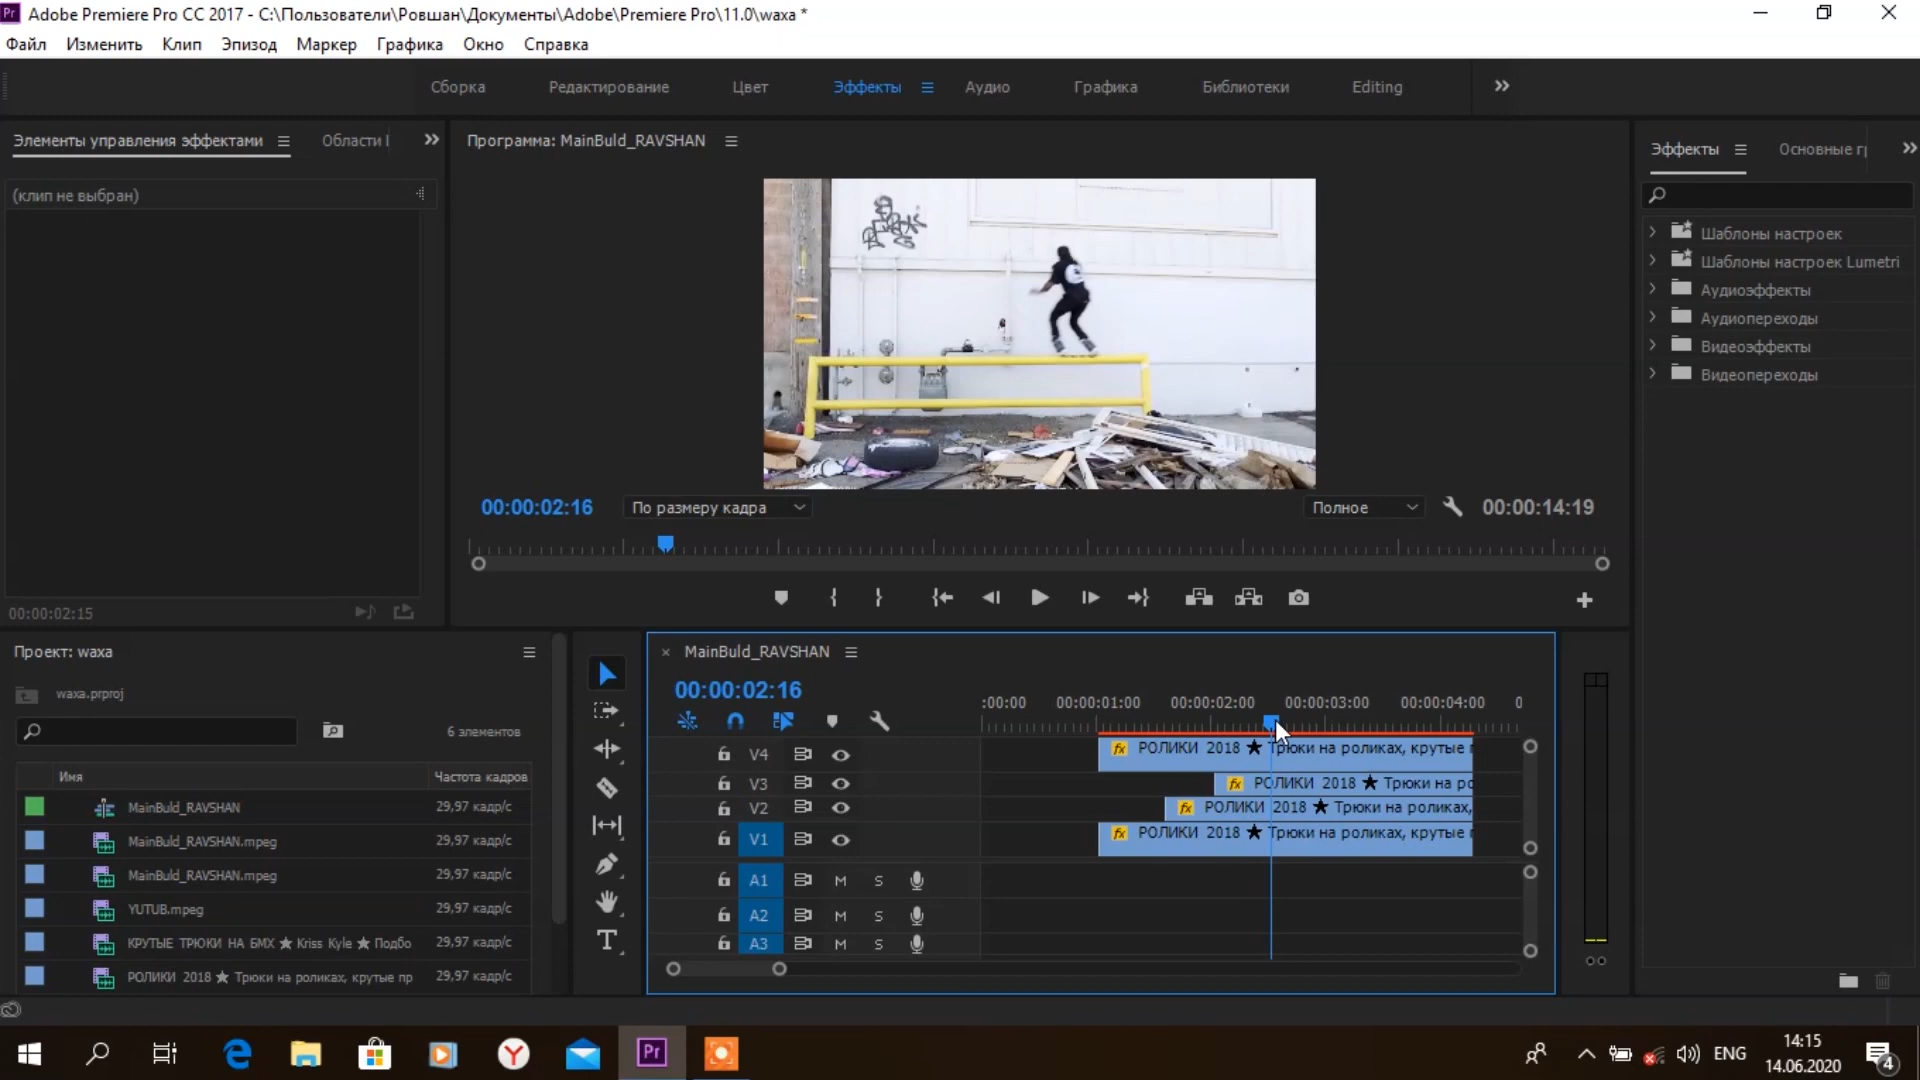 Pr Adobe Premiere Pro CC 2017 - C:\Пользователи\Ровшан\Документы\Adobe\Premiere Pro\11.0\waxa *
Файл Изменить Клип Эпизод Маркер Графика Окно Справка
Сборка Редактирование Цвет Эффекты Аудио Графика Библиотеки Editing
Элементы управления эффектами Области
(клип не выбран)
00:00:02:15
Программа: MainBuld_RAVSHAN
00:00:02:16 По размеру кадра Полное 00:00:14:19
Эффекты Основные гр
Шаблоны настроек
Шаблоны настроек Lumetri
Аудиоэффекты
Аудиопереходы
Видеоэффекты
Видеопереходы
Проект: waxa
waxa.prproj
6 элементов
Имя Частота кадров
MainBuld_RAVSHAN 29,97 кадр/с
MainBuld_RAVSHAN.mpeg 29,97 кадр/с
MainBuld_RAVSHAN.mpeg 29,97 кадр/с
YUTUB.mpeg 29,97 кадр/с
КРУТЫЕ ТРЮКИ НА БМХ ★ Kriss Kyle ★ Подбо 29,97 кадр/с
РОЛИКИ 2018 ★ Трюки на роликах, крутые пр 29,97 кадр/с
T
MainBuld_RAVSHAN
00:00:02:16
:00:00 00:00:01:00 00:00:02:00 00:00:03:00 00:00:04:00 0
V4 fx РОЛИКИ 2018 ★ Трюки на роликах, крутые п
V3 fx РОЛИКИ 2018 ★ Трюки на ро
V2 fx РОЛИКИ 2018 ★ Трюки на роликах,
V1 fx РОЛИКИ 2018 ★ Трюки на роликах, крутые п
A1 M S
A2 M S
A3 M S
Pr ENG 14:15
14.06.2020
4